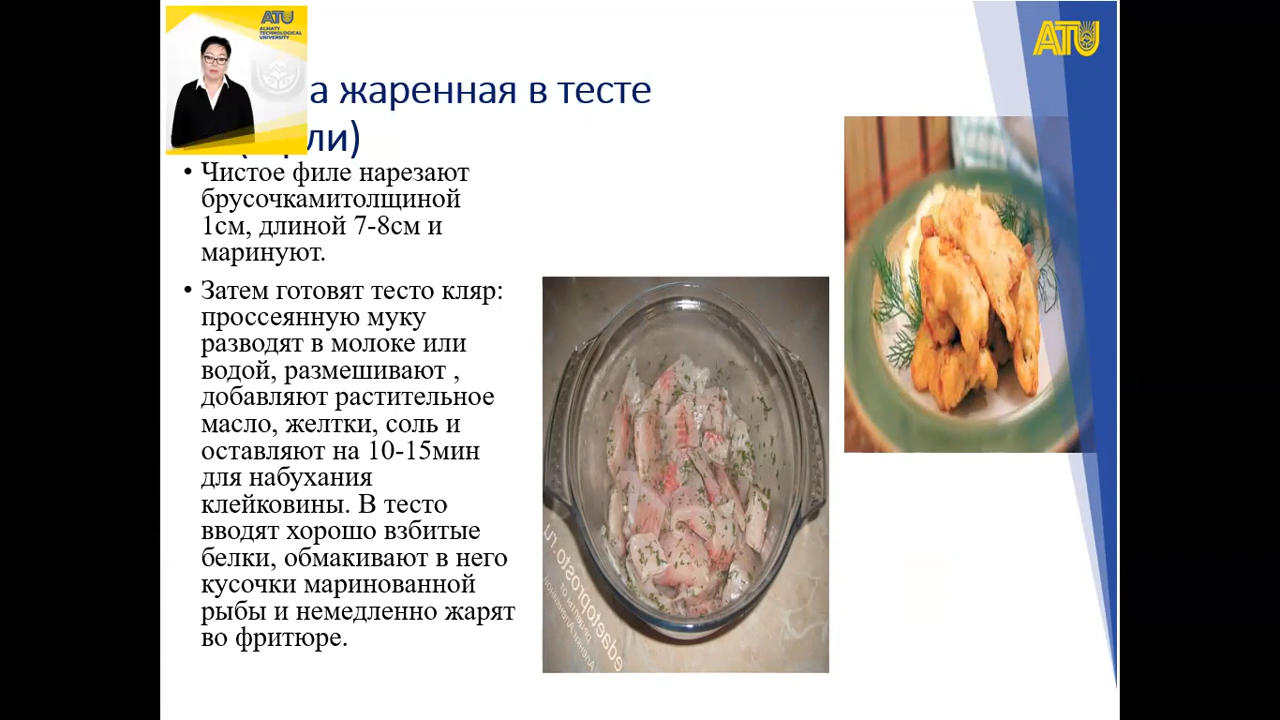 ATU
ALMATY
TECHNOLOGICAL
UNIVERSITY
ATU
а жаренная в тесте
ли)
• Чистое филе нарезают
брусочкамитолщиной
1см, длиной 7-8см и
маринуют.
• Затем готовят тесто кляр:
проссеянную муку
разводят в молоке или
водой, размешивают ,
добавляют растительное
масло, желтки, соль и
оставляют на 10-15мин
для набухания
клейковины. В тесто
вводят хорошо взбитые
белки, обмакивают в него
кусочки маринованной
рыбы и немедленно жарят
во фритюре.
edaetoprosto.ru